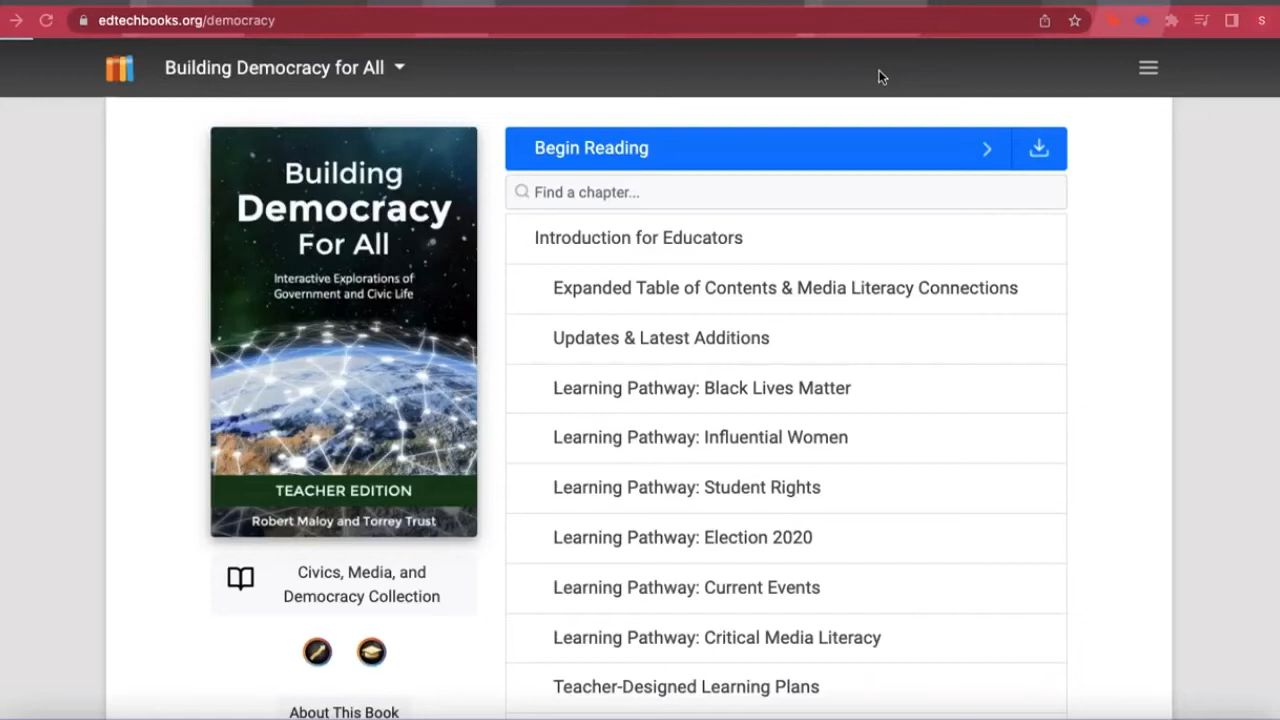 edtechbooks.org/democracy
S
Building Democracy for All
Building
Democracy
For All
Interactive Explorations of
Government and Civic Life
TEACHER EDITION
Robert Maloy and Torrey Trust
Civics, Media, and
Democracy Collection
About This Book
Begin Reading
Find a chapter...
Introduction for Educators
Expanded Table of Contents & Media Literacy Connections
Updates & Latest Additions
Learning Pathway: Black Lives Matter
Learning Pathway: Influential Women
Learning Pathway: Student Rights
Learning Pathway: Election 2020
Learning Pathway: Current Events
Learning Pathway: Critical Media Literacy
Teacher-Designed Learning Plans